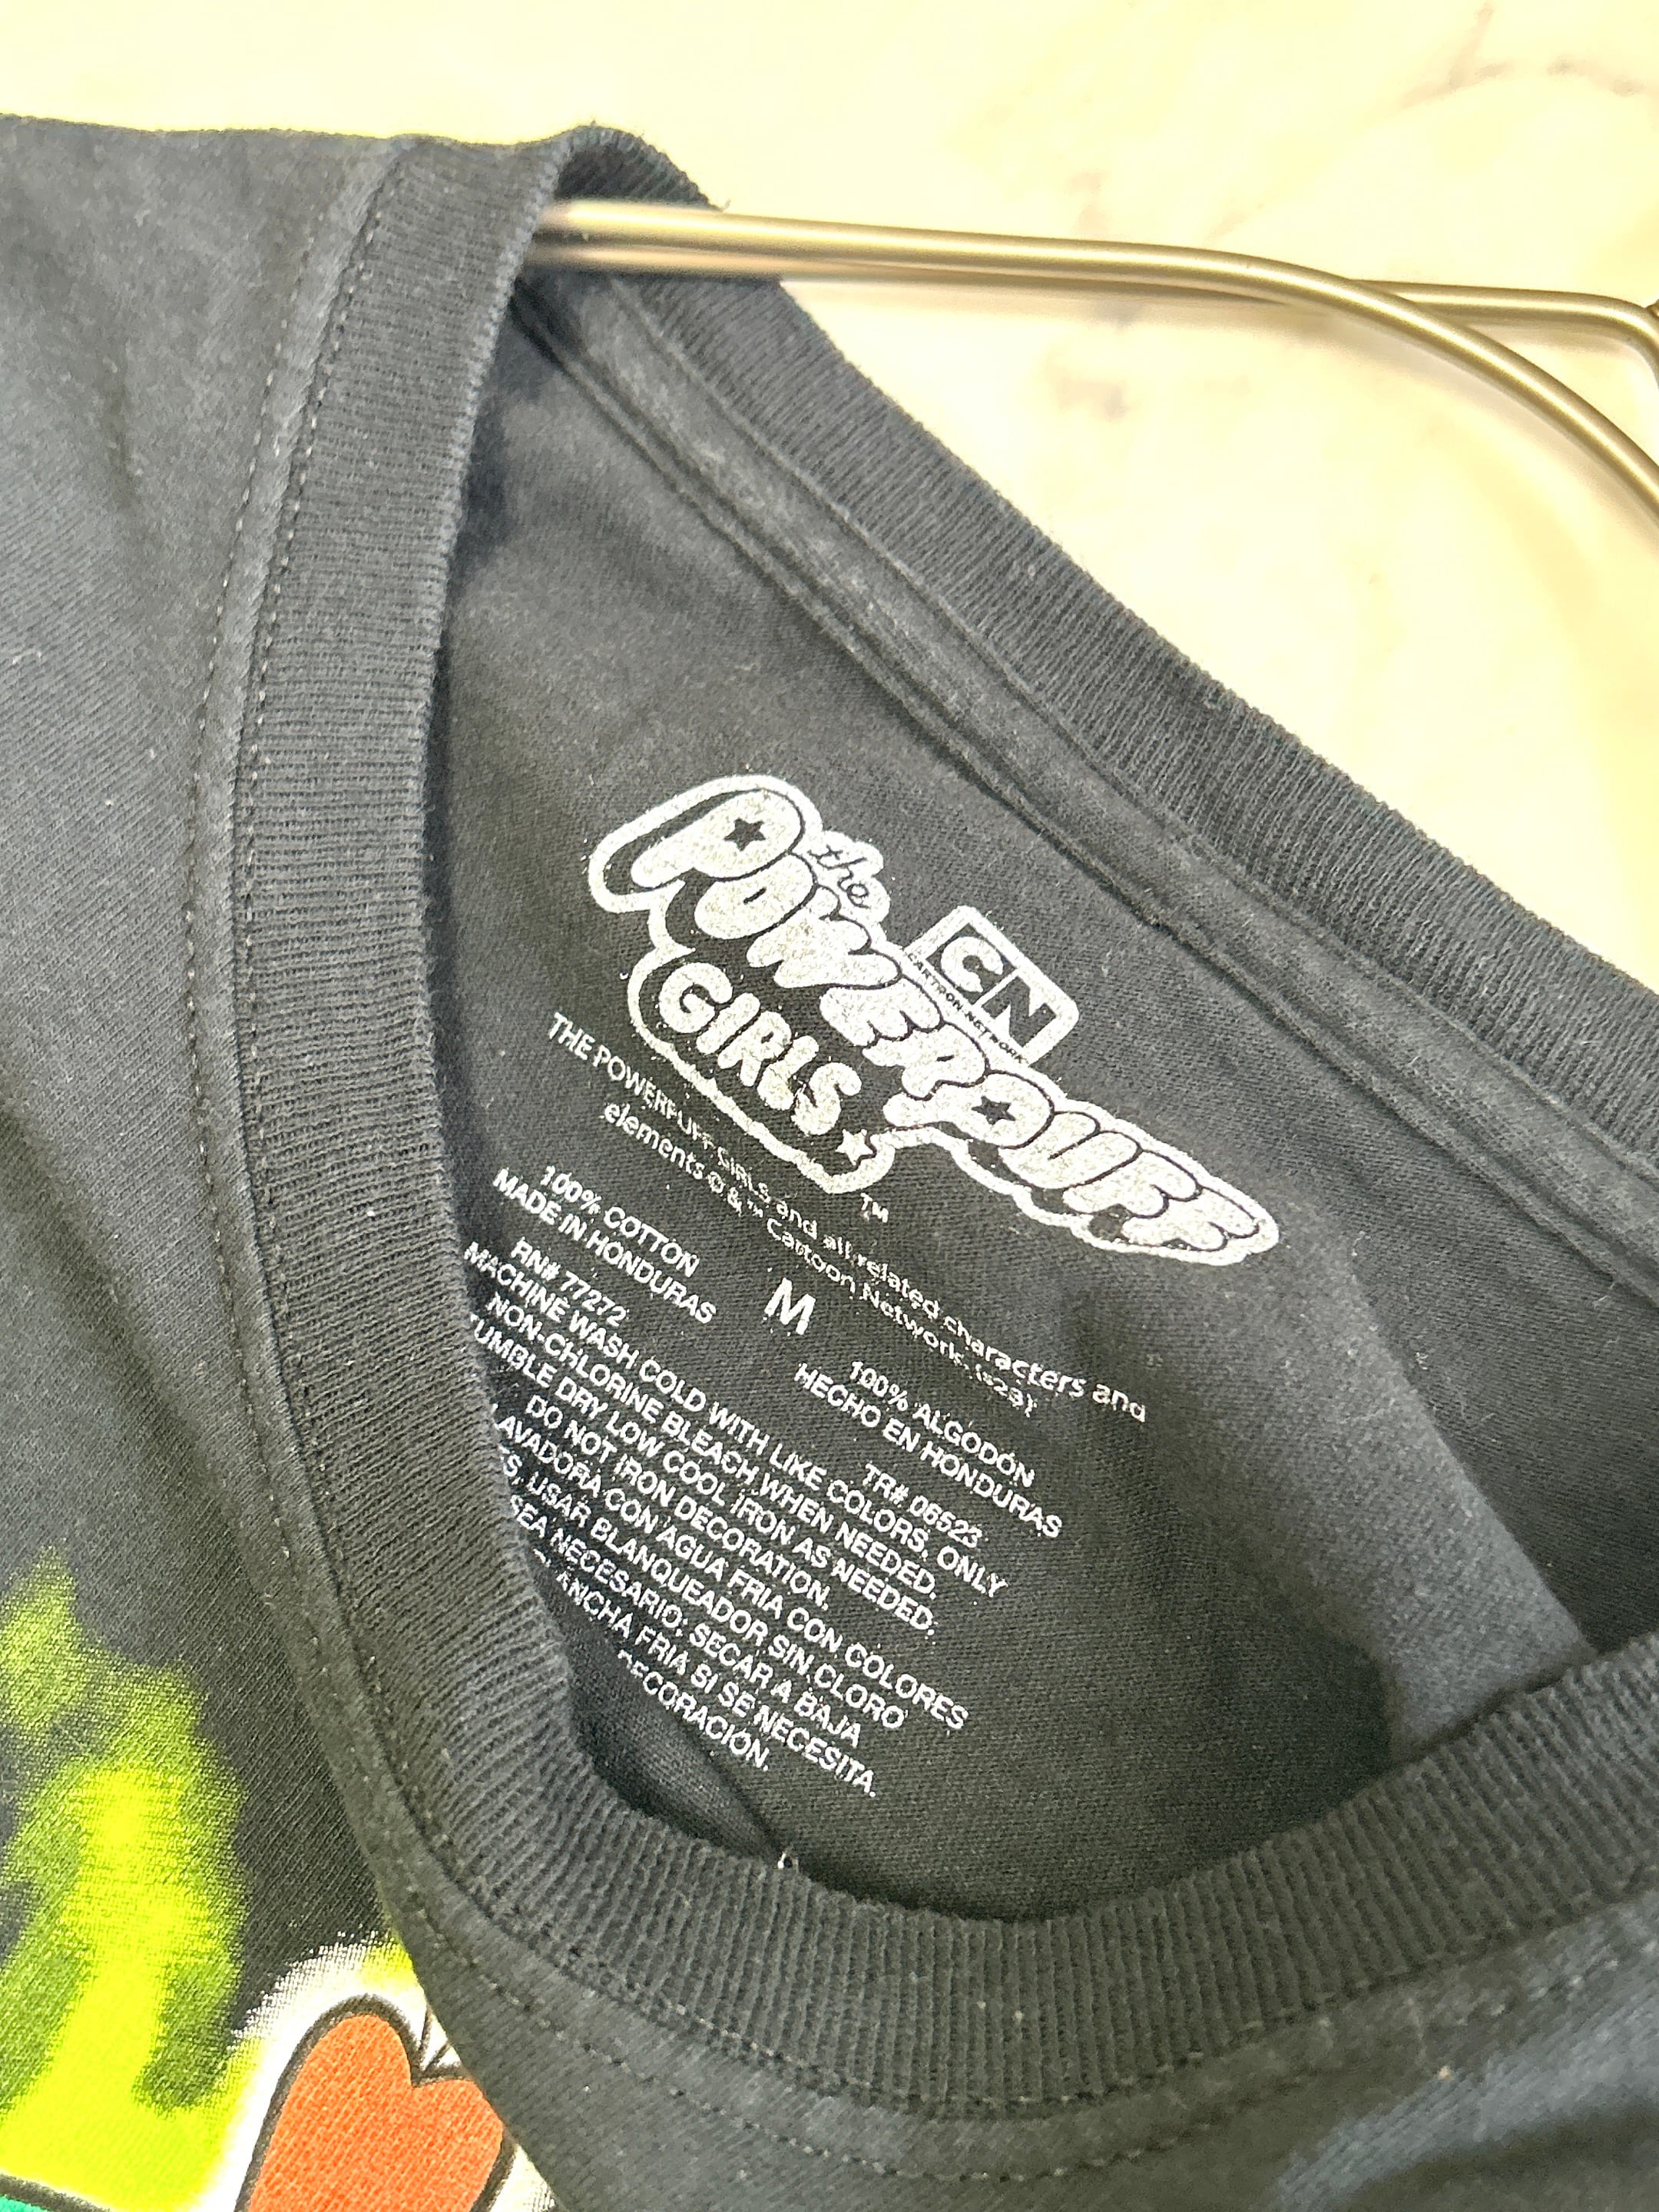 the
POWERPUFF
GIRLS
CN
CARTOON NETWORK
TM
THE POWERPUFF GIRLS and all related characters and
elements © & ™ Cartoon Network. (s23)
100% COTTON
MADE IN HONDURAS
M
100% ALGODÓN
HECHO EN HONDURAS
RN# 77272
TR# 06523
MACHINE WASH COLD WITH LIKE COLORS, ONLY
NON-CHLORINE BLEACH WHEN NEEDED.
TUMBLE DRY LOW COOL IRON AS NEEDED.
DO NOT IRON DECORATION.
LAVADORA CON AGUA FRIA CON COLORES
USAR BLANQUEADOR SIN CLORO
SEA NECESARIO; SECAR A BAJA
PLANCHA FRIA SI SE NECESITA.
DECORACIÓN.